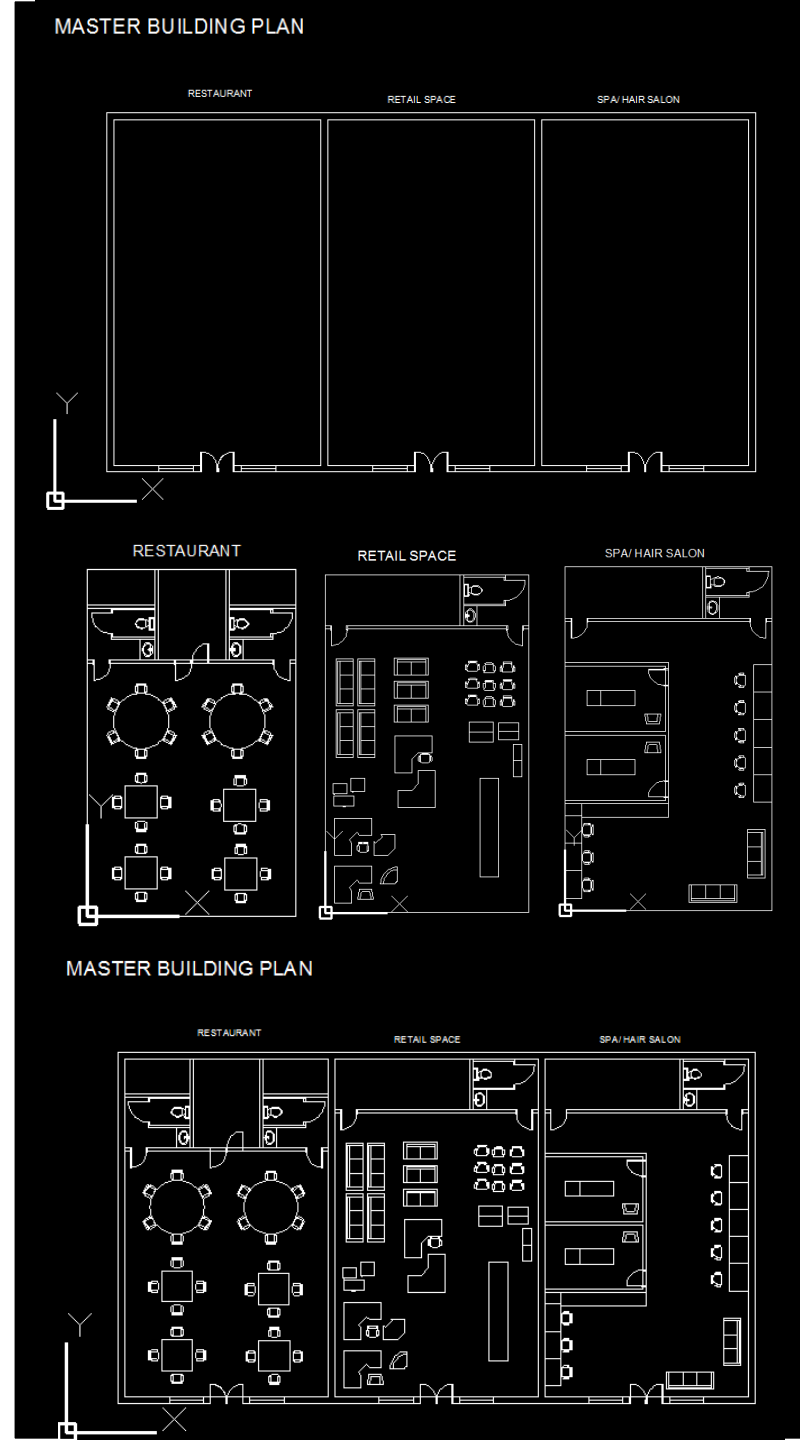 MASTER BUILDING PLAN
RESTAURANT
RETAIL SPACE
SPA/ HAIR SALON
Y
X
RESTAURANT
RETAIL SPACE
SPA/ HAIR SALON
Y
X
Y
X
Y
X
MASTER BUILDING PLAN
RESTAURANT
RETAIL SPACE
SPA/ HAIR SALON
Y
X